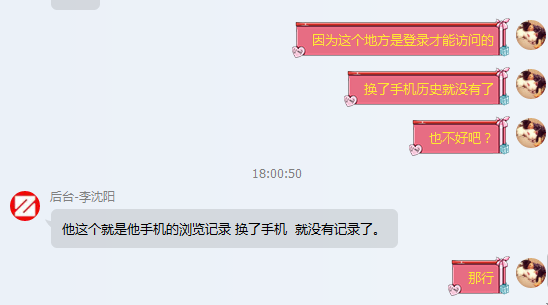 因为这个地方是登录才能访问的
换了手机历史就没有了
也不好吧？
18:00:50
后台-李沈阳
他这个就是他手机的浏览记录 换了手机  就没有记录了。
那行